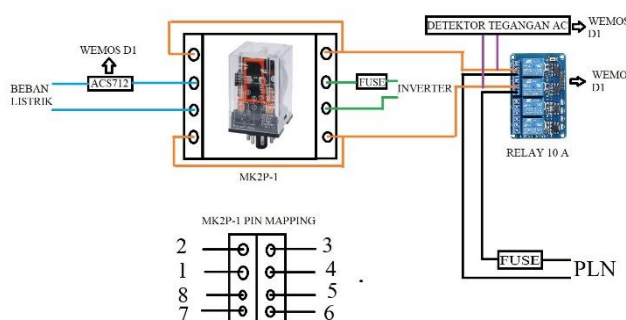 DETEKTOR TEGANGAN AC
WEMOS
D1
WEMOS D1
ACS712
BEBAN
LISTRIK
FUSE
INVERTER
WEMO
D1
RELAY 10 A
MK2P-1
MK2P-1 PIN MAPPING
2
3
1
4
8
5
7
6
FUSE
PLN